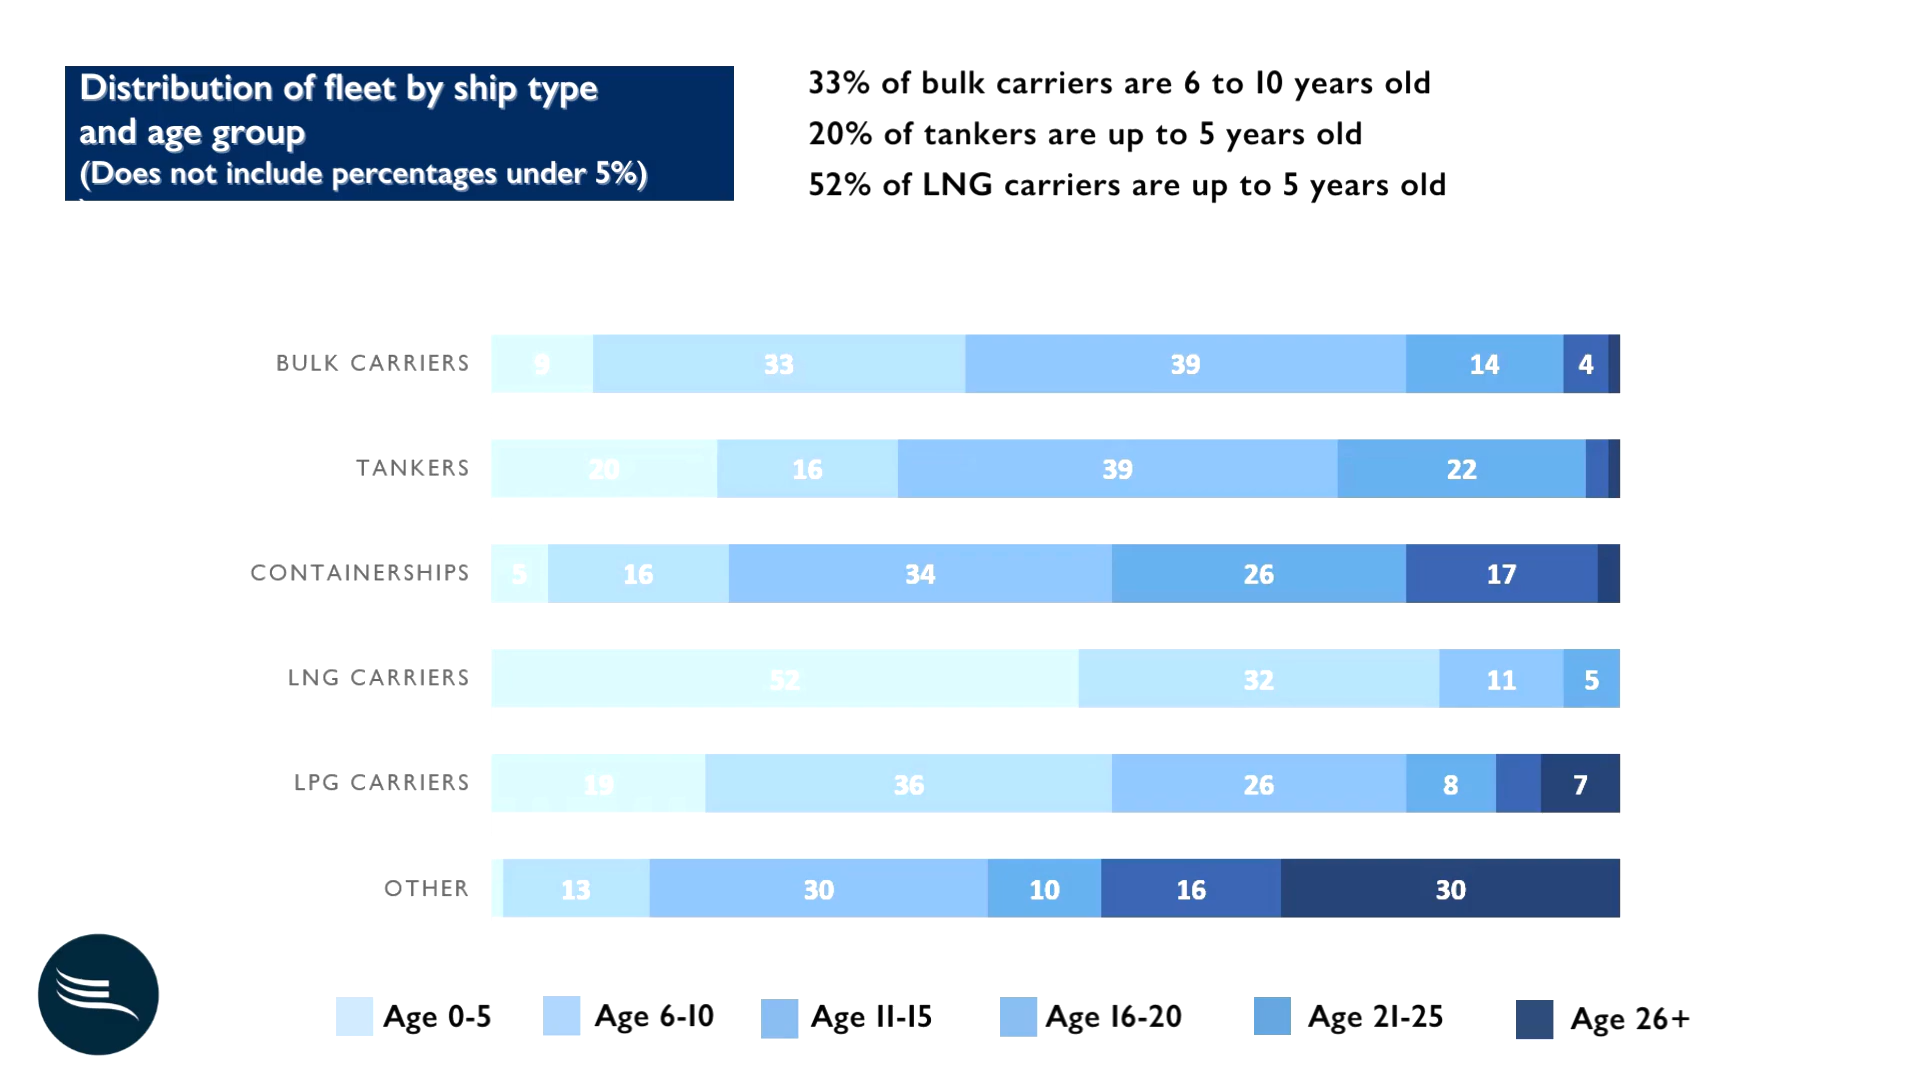 Distribution of fleet by ship type
and age group
(Does not include percentages under 5%)
33% of bulk carriers are 6 to 10 years old
20% of tankers are up to 5 years old
52% of LNG carriers are up to 5 years old
BULK CARRIERS 9 33 39 14 4
TANKERS 20 16 39 22
CONTAINERSHIPS 5 16 34 26 17
LNG CARRIERS 52 32 11 5
LPG CARRIERS 19 36 26 8 7
OTHER 13 30 10 16 30
Age 0-5 Age 6-10 Age 11-15 Age 16-20 Age 21-25 Age 26+